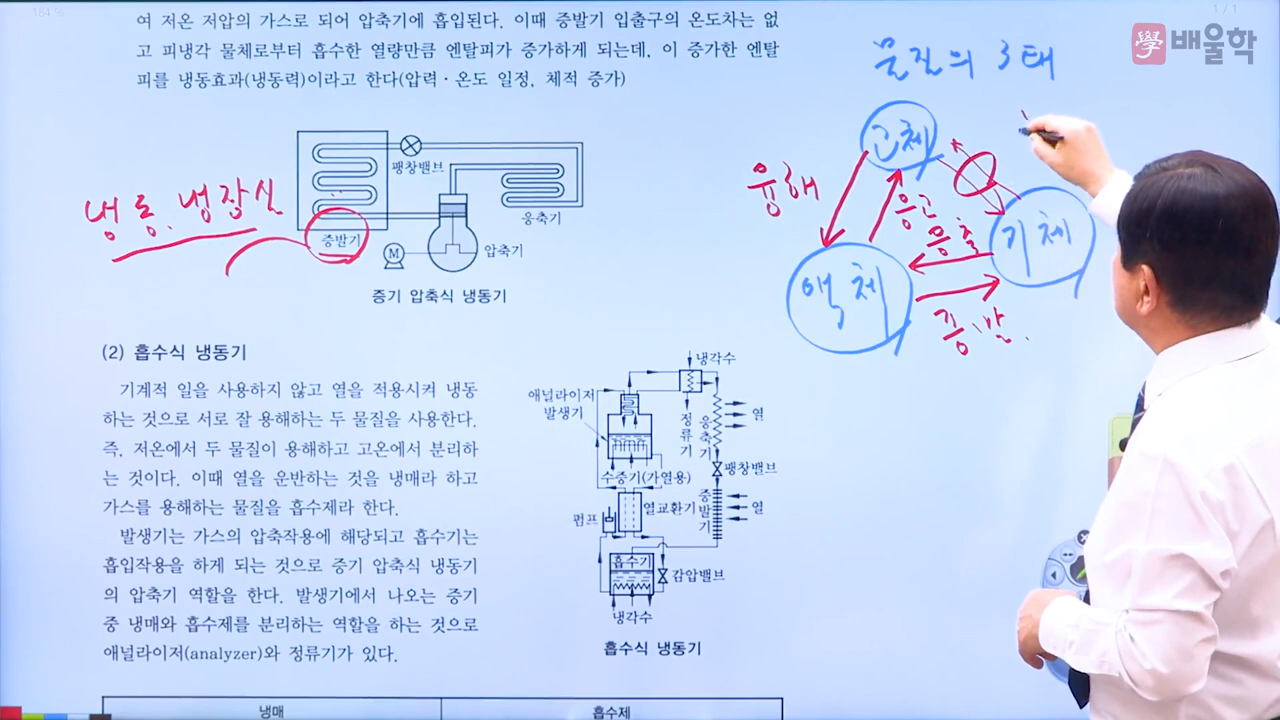 184 %
1 / 1
여 저온 저압의 가스로 되어 압축기에 흡입된다. 이때 증발기 입출구의 온도차는 없
고 피냉각 물체로부터 흡수한 열량만큼 엔탈피가 증가하게 되는데, 이 증가한 엔탈
피를 냉동효과(냉동력)이라고 한다(압력 · 온도 일정, 체적 증가)
學 배울학
물질의 3태
고체
융해
응고
응축
기체
액체
증발
냉동.냉장실
팽창밸브
응축기
증발기
M
압축기
증기 압축식 냉동기
(2) 흡수식 냉동기
기계적 일을 사용하지 않고 열을 적용시켜 냉동
하는 것으로 서로 잘 용해하는 두 물질을 사용한다.
즉, 저온에서 두 물질이 용해하고 고온에서 분리하
는 것이다. 이때 열을 운반하는 것을 냉매라 하고
가스를 용해하는 물질을 흡수제라 한다.
발생기는 가스의 압축작용에 해당되고 흡수기는
흡입작용을 하게 되는 것으로 증기 압축식 냉동기
의 압축기 역할을 한다. 발생기에서 나오는 증기
중 냉매와 흡수제를 분리하는 역할을 하는 것으로
애널라이저(analyzer)와 정류기가 있다.
냉각수
애널라이저
발생기
정류기
응축기
열
팽창밸브
수증기(가열용)
열교환기
증발기
열
펌프
흡수기
감압밸브
냉각수
흡수식 냉동기
냉매
흡수제